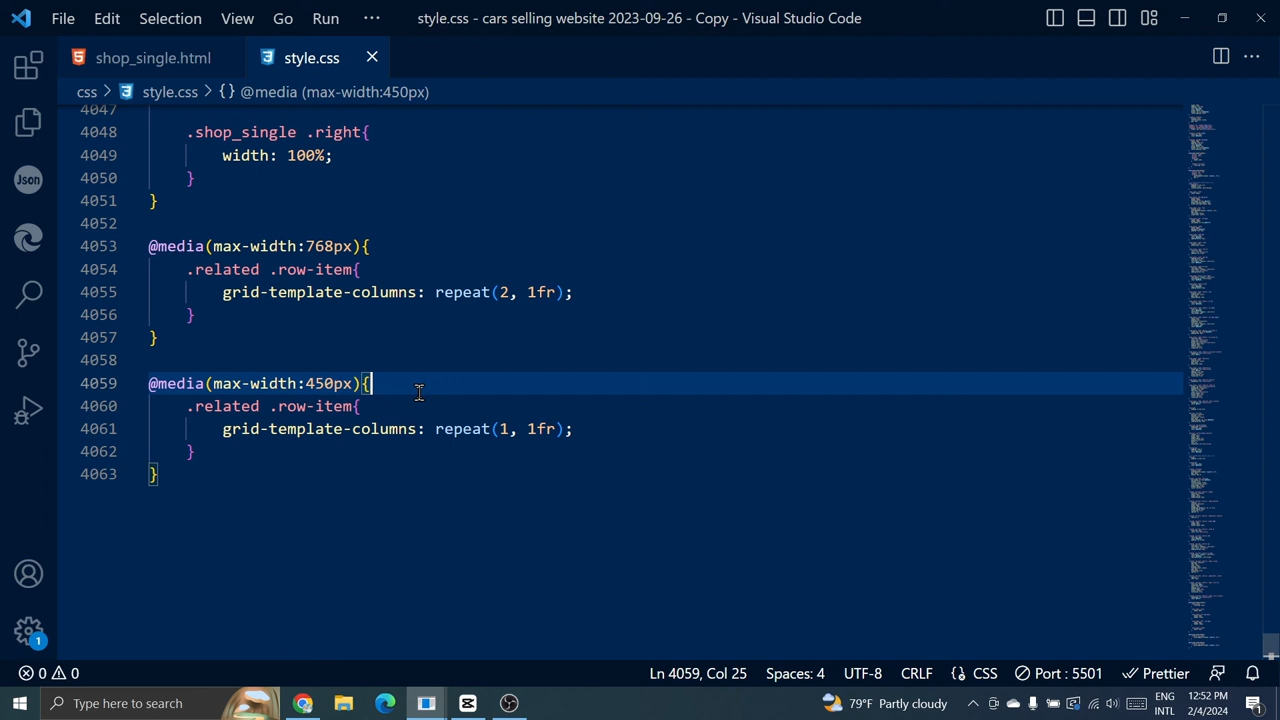 File Edit Selection View Go Run ··· style.css - cars selling website 2023-09-26 - Copy - Visual Studio Code
shop_single.html style.css
css > style.css > {} @media (max-width:450px)
4047
4048 .shop_single .right{
4049 width: 100%;
4050 }
4051 }
4052
4053 @media(max-width:768px){
4054 .related .row-item{
4055 grid-template-columns: repeat(2, 1fr);
4056 }
4057 }
4058
4059 @media(max-width:450px){
4060 .related .row-item{
4061 grid-template-columns: repeat(1, 1fr);
4062 }
4063 }
Json
1
0 0 Ln 4059, Col 25 Spaces: 4 UTF-8 CRLF {} CSS Port : 5501 Prettier
Type here to search 79°F Partly cloudy ENG INTL 12:52 PM 2/4/2024